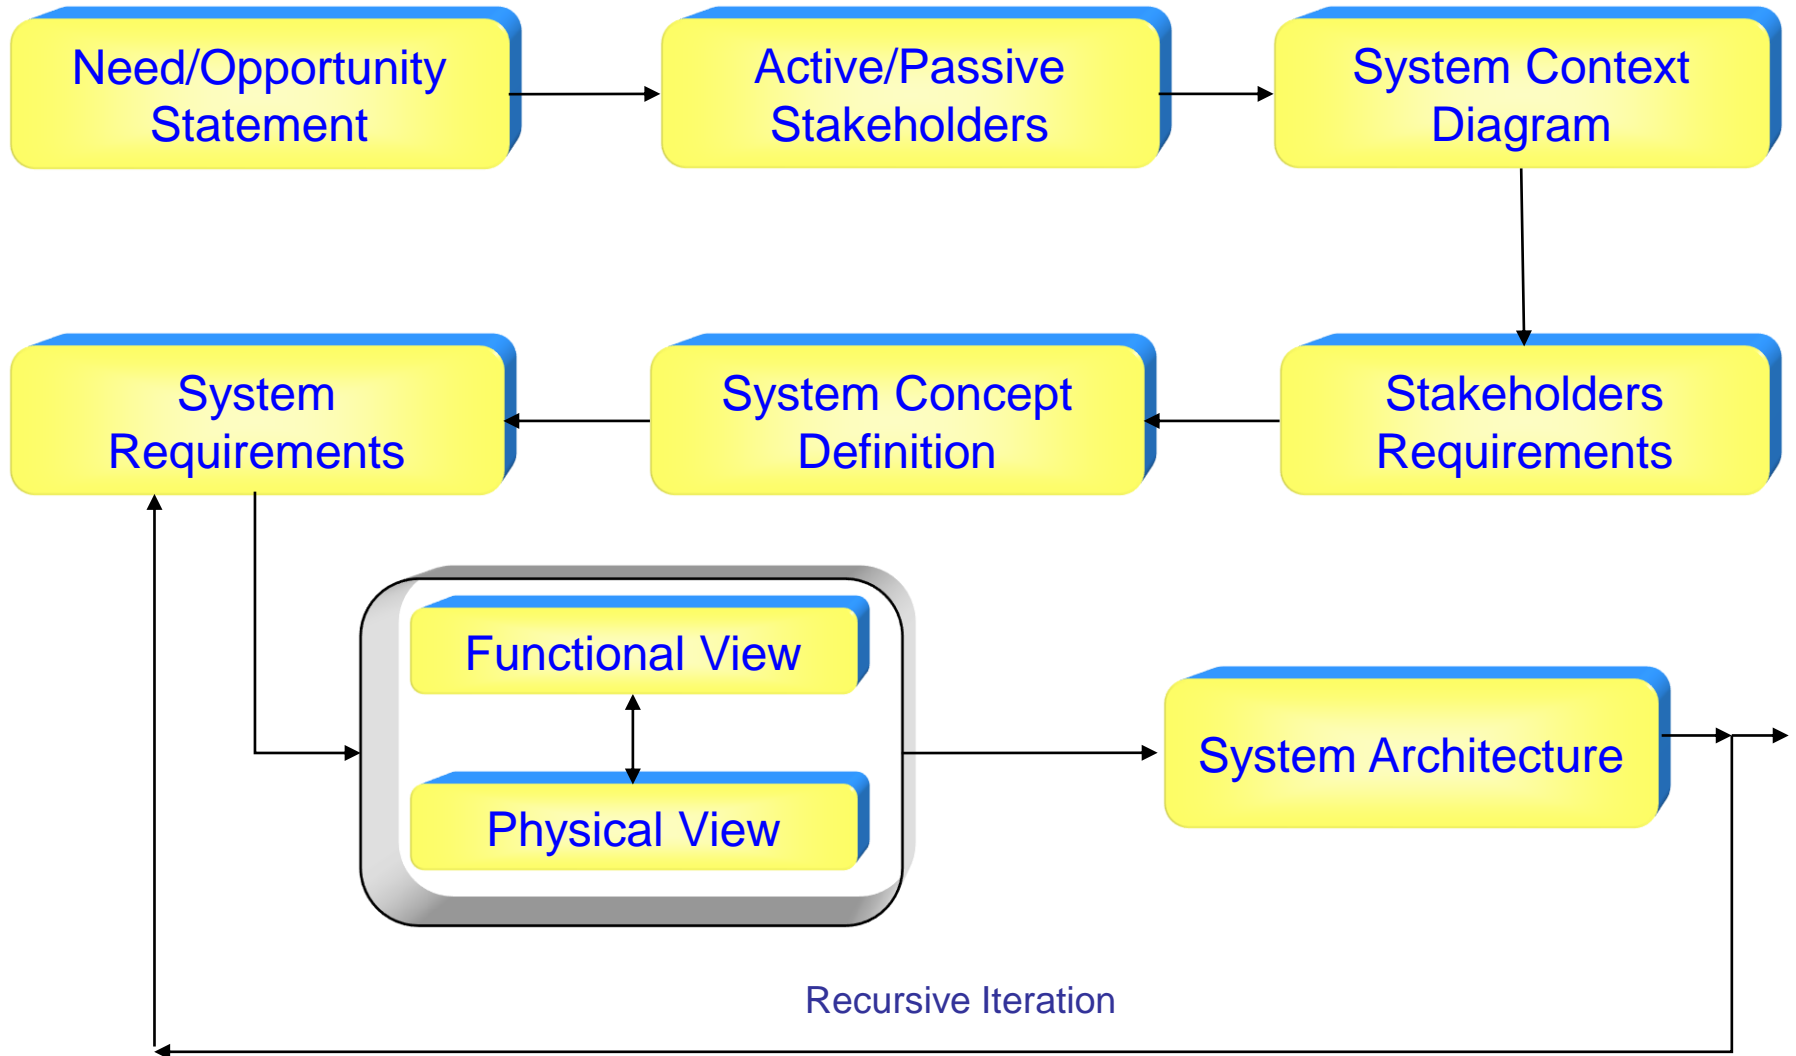 Need/Opportunity
Statement
Active/Passive
Stakeholders
System Context
Diagram
System
Requirements
System Concept
Definition
Stakeholders
Requirements
Functional View
Physical View
System Architecture
Recursive Iteration